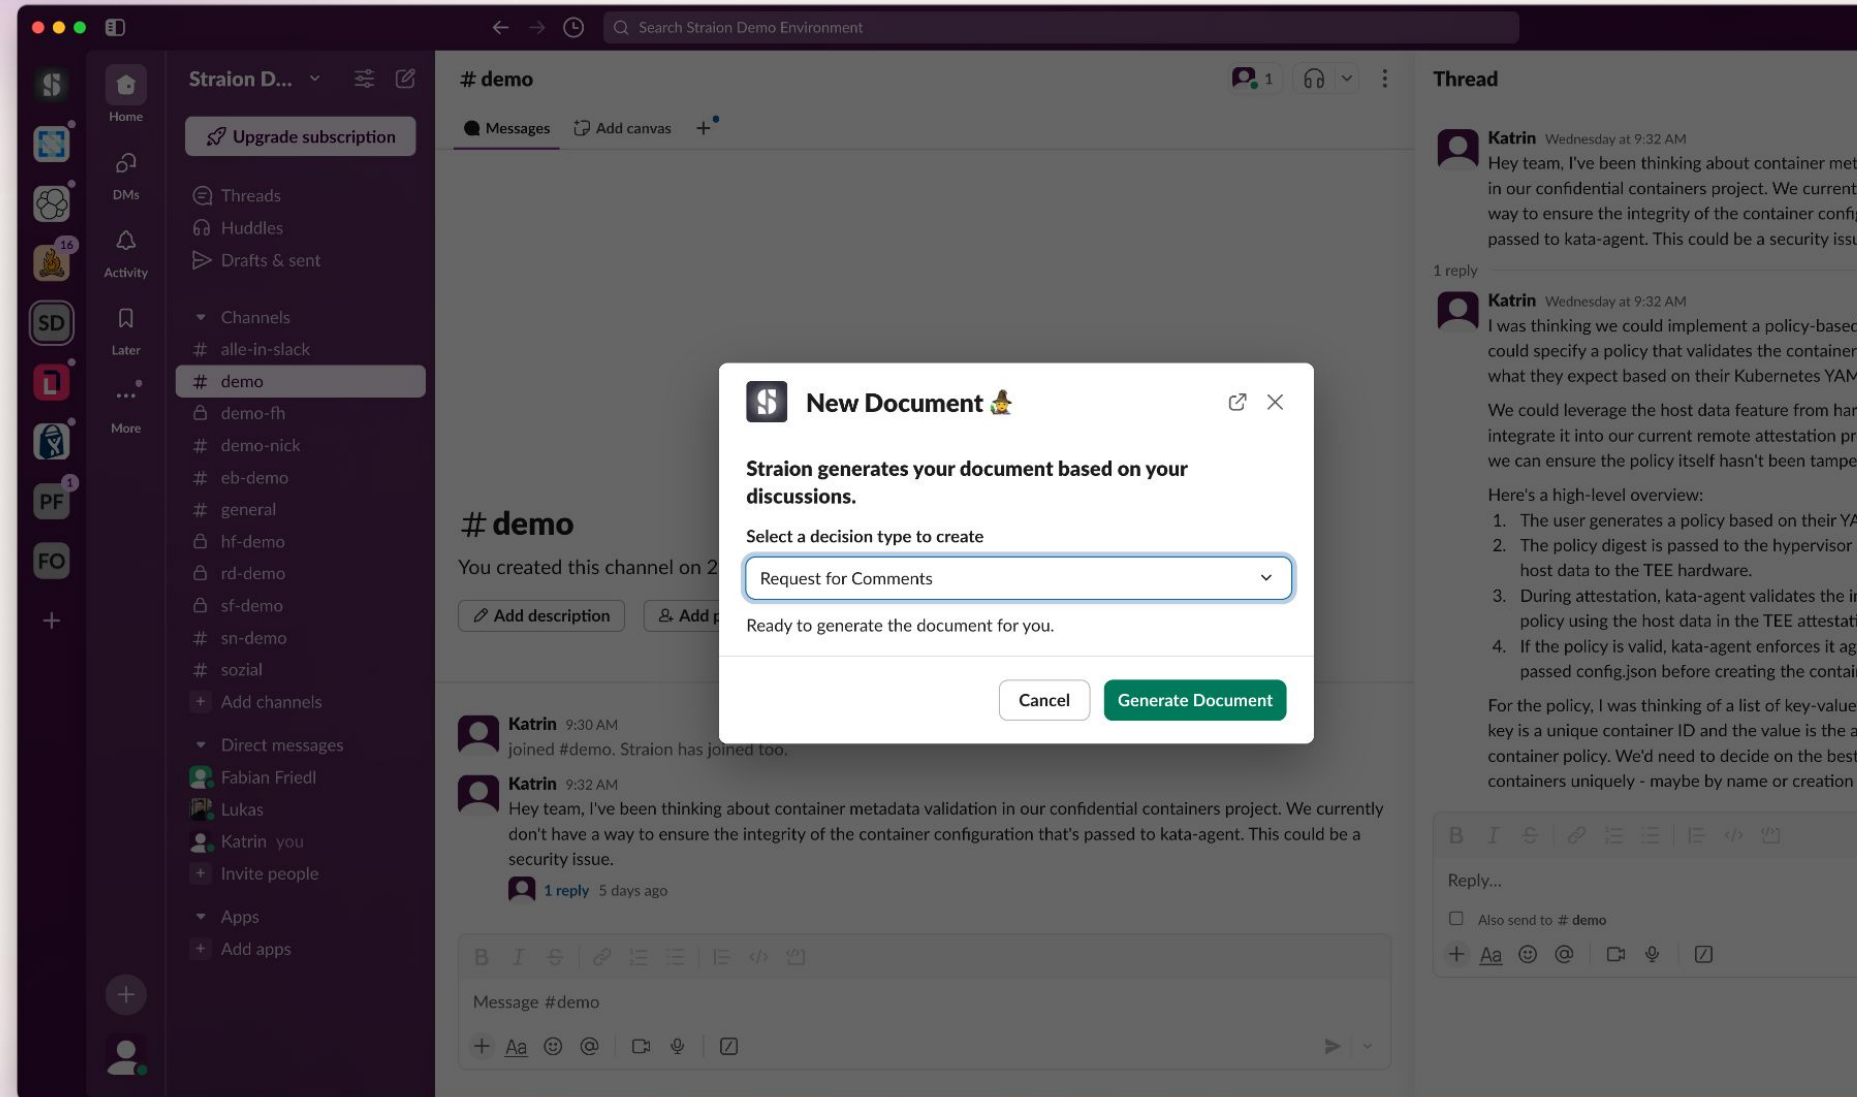 Search Straion Demo Environment
Home
DMs
Activity
16
SD
Later
More
PF
1
FO
Straion D...
Upgrade subscription
Threads
Huddles
Drafts & sent
Channels
# alle-in-slack
# demo
demo-fh
# demo-nick
# eb-demo
# general
hf-demo
rd-demo
sf-demo
# sn-demo
# sozial
+ Add channels
Direct messages
Fabian Friedl
Lukas
Katrin you
+ Invite people
Apps
+ Add apps
# demo
1
Messages
Add canvas
# demo
You created this channel on 2
Add description
Add
Katrin 9:30 AM
joined #demo. Straion has joined too.
Katrin 9:32 AM
Hey team, I've been thinking about container metadata validation in our confidential containers project. We currently
don't have a way to ensure the integrity of the container configuration that's passed to kata-agent. This could be a
security issue.
1 reply 5 days ago
Message #demo
Aa
New Document
Straion generates your document based on your
discussions.
Select a decision type to create
Request for Comments
Ready to generate the document for you.
Cancel
Generate Document
Thread
Katrin Wednesday at 9:32 AM
Hey team, I've been thinking about container met
in our confidential containers project. We current
way to ensure the integrity of the container confi
passed to kata-agent. This could be a security issu
1 reply
Katrin Wednesday at 9:32 AM
I was thinking we could implement a policy-based
could specify a policy that validates the container
what they expect based on their Kubernetes YAM
We could leverage the host data feature from har
integrate it into our current remote attestation pr
we can ensure the policy itself hasn't been tampe
Here's a high-level overview:
1. The user generates a policy based on their YA
2. The policy digest is passed to the hypervisor
host data to the TEE hardware.
3. During attestation, kata-agent validates the i
policy using the host data in the TEE attestati
4. If the policy is valid, kata-agent enforces it ag
passed config.json before creating the contai
For the policy, I was thinking of a list of key-value
key is a unique container ID and the value is the a
container policy. We'd need to decide on the best
containers uniquely - maybe by name or creation
B I S
Reply...
Also send to # demo
Aa